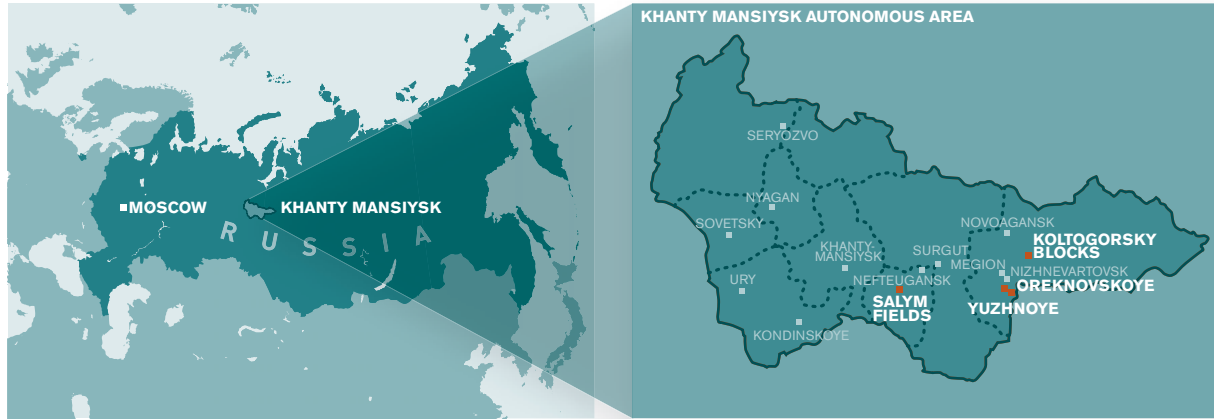 KHANTY MANSIYSK AUTONOMOUS AREA
MOSCOW
KHANTY MANSIYSK
RUSSIA
SERYOZVO
NYAGAN
SOVETSKY
NOVOAGANSK
KOLTOGORSKY
BLOCKS
KHANTY-
MANSIYSK
SURGUT
MEGION
NIZHNEVARTOVSK
URY
NEFTEUGANSK
OREKNOVSKOYE
SALYM
FIELDS
YUZHNOYE
KONDINSKOYE